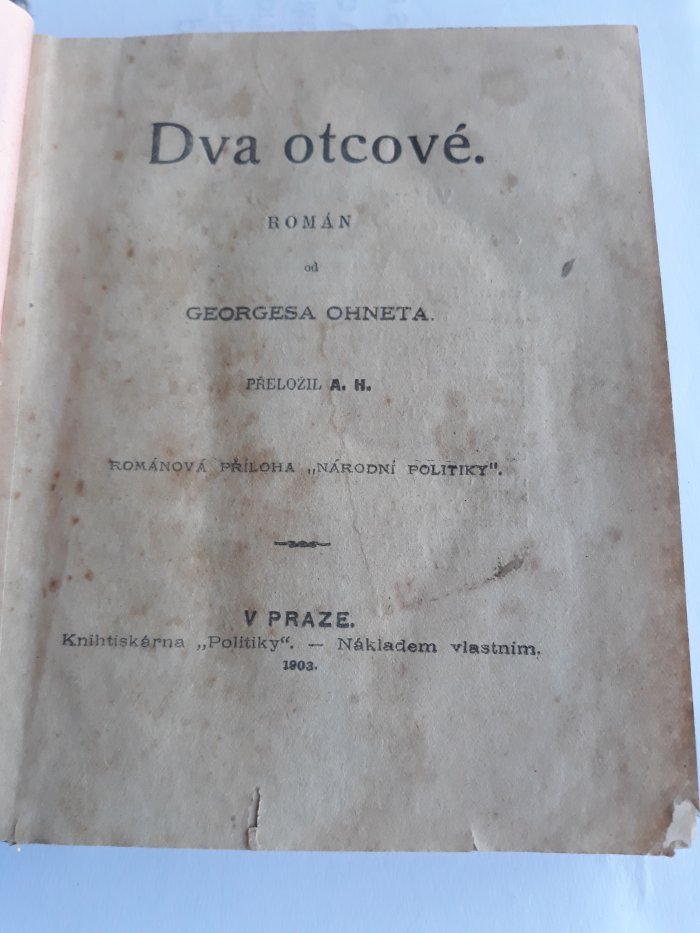 Dva otcové.
ROMÁN
od
GEORGESA OHNETA.
PŘELOŽIL A. H.
ROMÁNOVÁ PŘÍLOHA „NÁRODNÍ POLITIKY“.
V PRAZE.
Knihtiskárna „Politiky“. — Nákladem vlastním.
1903.